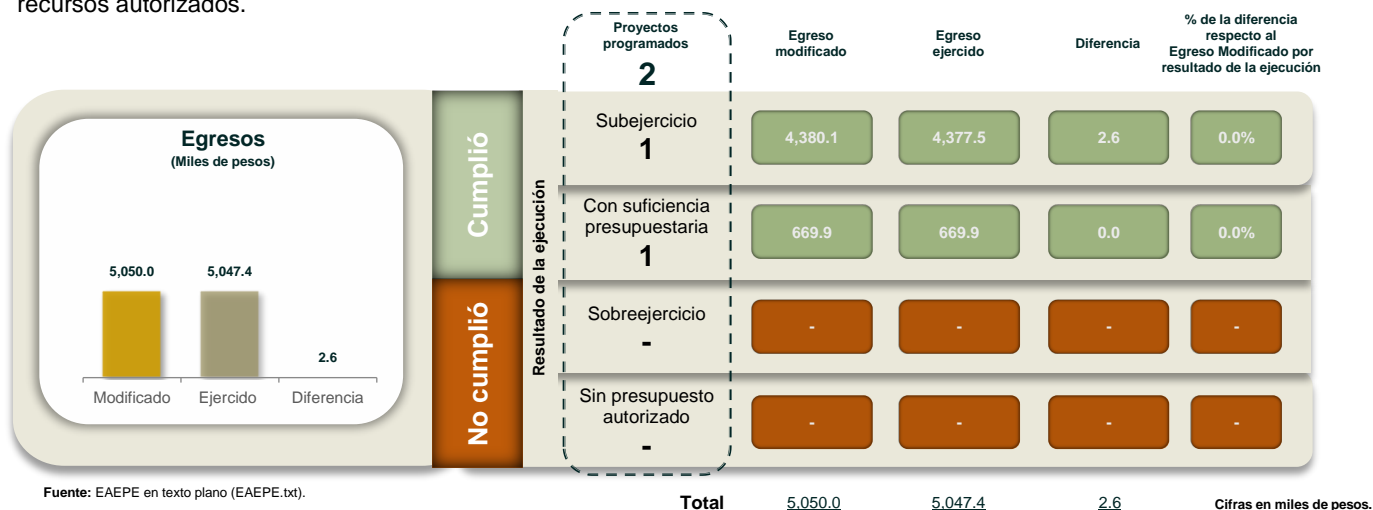 recursos autorizados.
Proyectos
programados
2
Egreso
modificado
Egreso
ejercido
Diferencia
% de la diferencia
respecto al
Egreso Modificado por
resultado de la ejecución
Egresos
(Miles de pesos)
5,050.0
5,047.4
2.6
Modificado
Ejercido
Diferencia
Cumplió
No cumplió
Resultado de la ejecución
Subejercicio
1
4,380.1
4,377.5
2.6
0.0%
Con suficiencia
presupuestaria
1
669.9
669.9
0.0
0.0%
Sobreejercicio
-
-
-
-
-
Sin presupuesto
autorizado
-
-
-
-
-
Fuente: EAEPE en texto plano (EAEPE.txt).
Total
5,050.0
5,047.4
2.6
Cifras en miles de pesos.